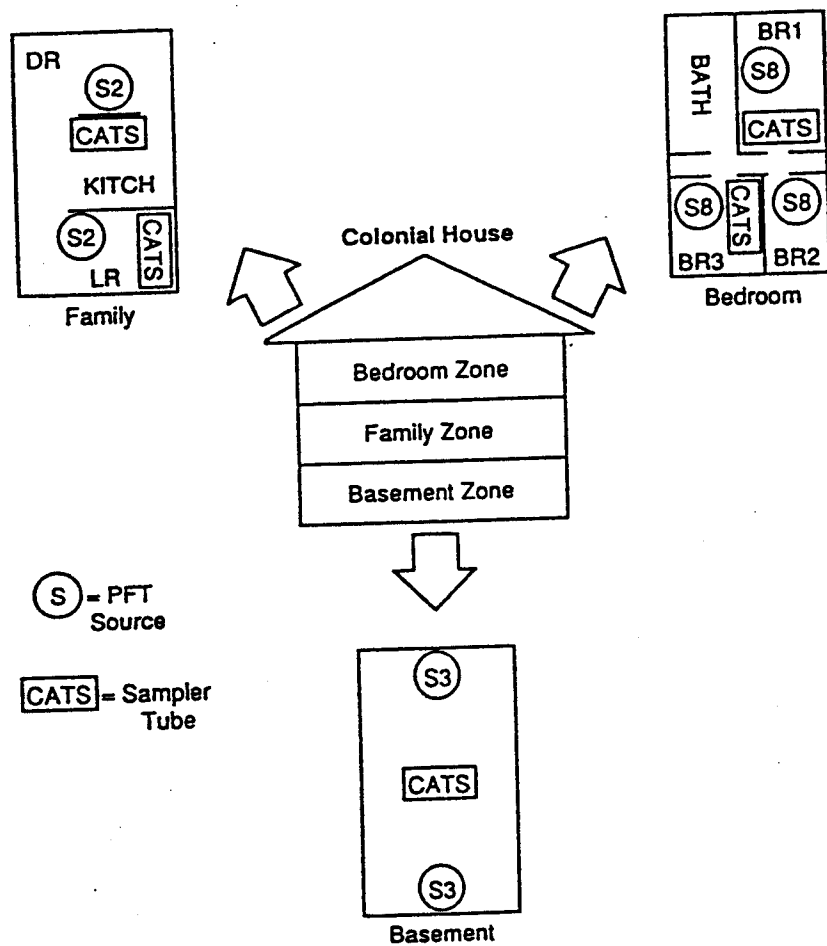 DR
S2
CATS
KITCH
S2
CATS
LR
Family
BR1
BATH
S8
CATS
S8
CATS
S8
BR3
BR2
Bedroom
Colonial House
Bedroom Zone
Family Zone
Basement Zone
S = PFT
Source
CATS = Sampler
Tube
S3
CATS
S3
Basement